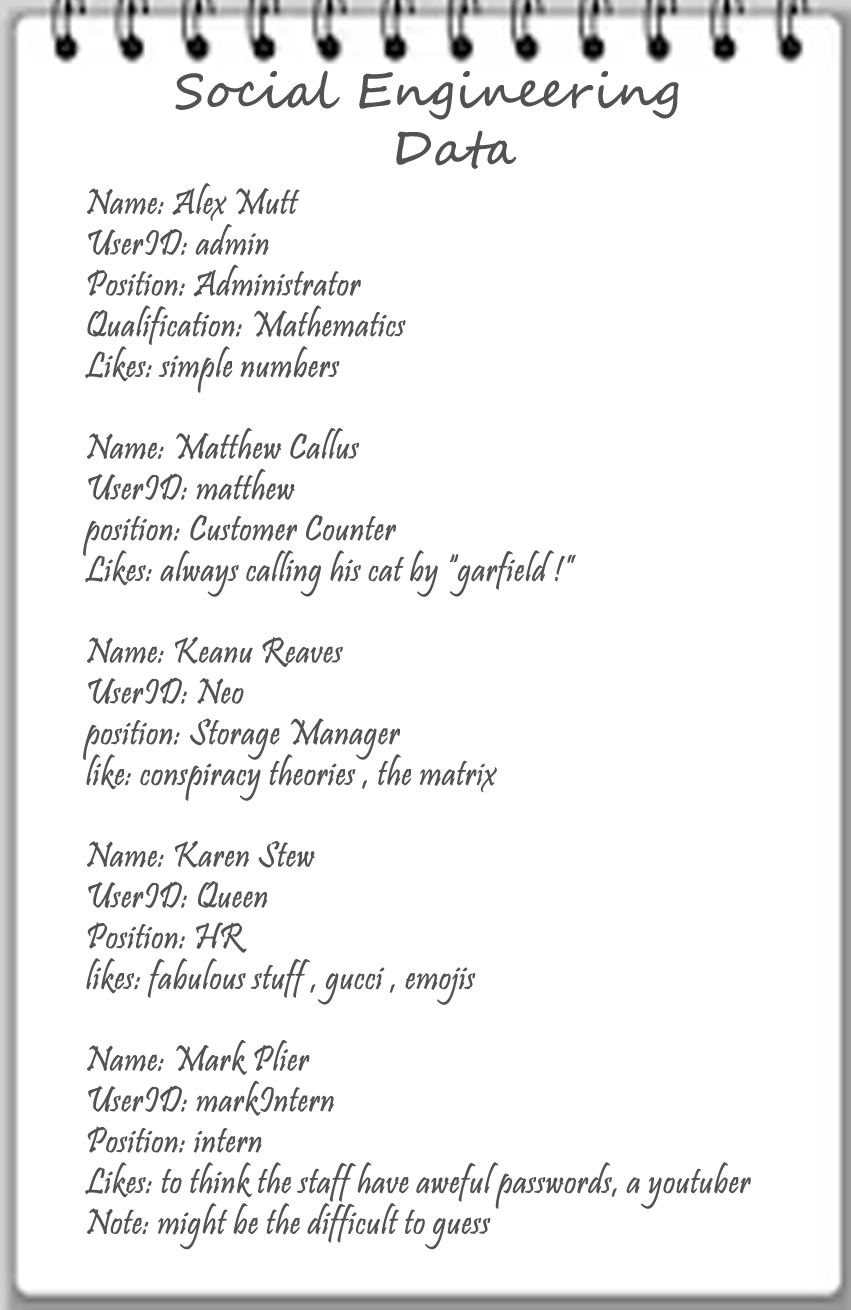 Social Engineering
Data
Name: Alex Mutt
UserID: admin
Position: Administrator
Qualification: Mathematics
Likes: simple numbers
Name: Matthew Callus
UserID: matthew
position: Customer Counter
Likes: always calling his cat by "garfield !"
Name: Keanu Reaves
UserID: Neo
position: Storage Manager
like: conspiracy theories , the matrix
Name: Karen Stew
UserID: Queen
Position: HR
likes: fabulous stuff , gucci , emojis
Name: Mark Plier
UserID: markIntern
Position: intern
Likes: to think the staff have aweful passwords, a youtuber
Note: might be the difficult to guess